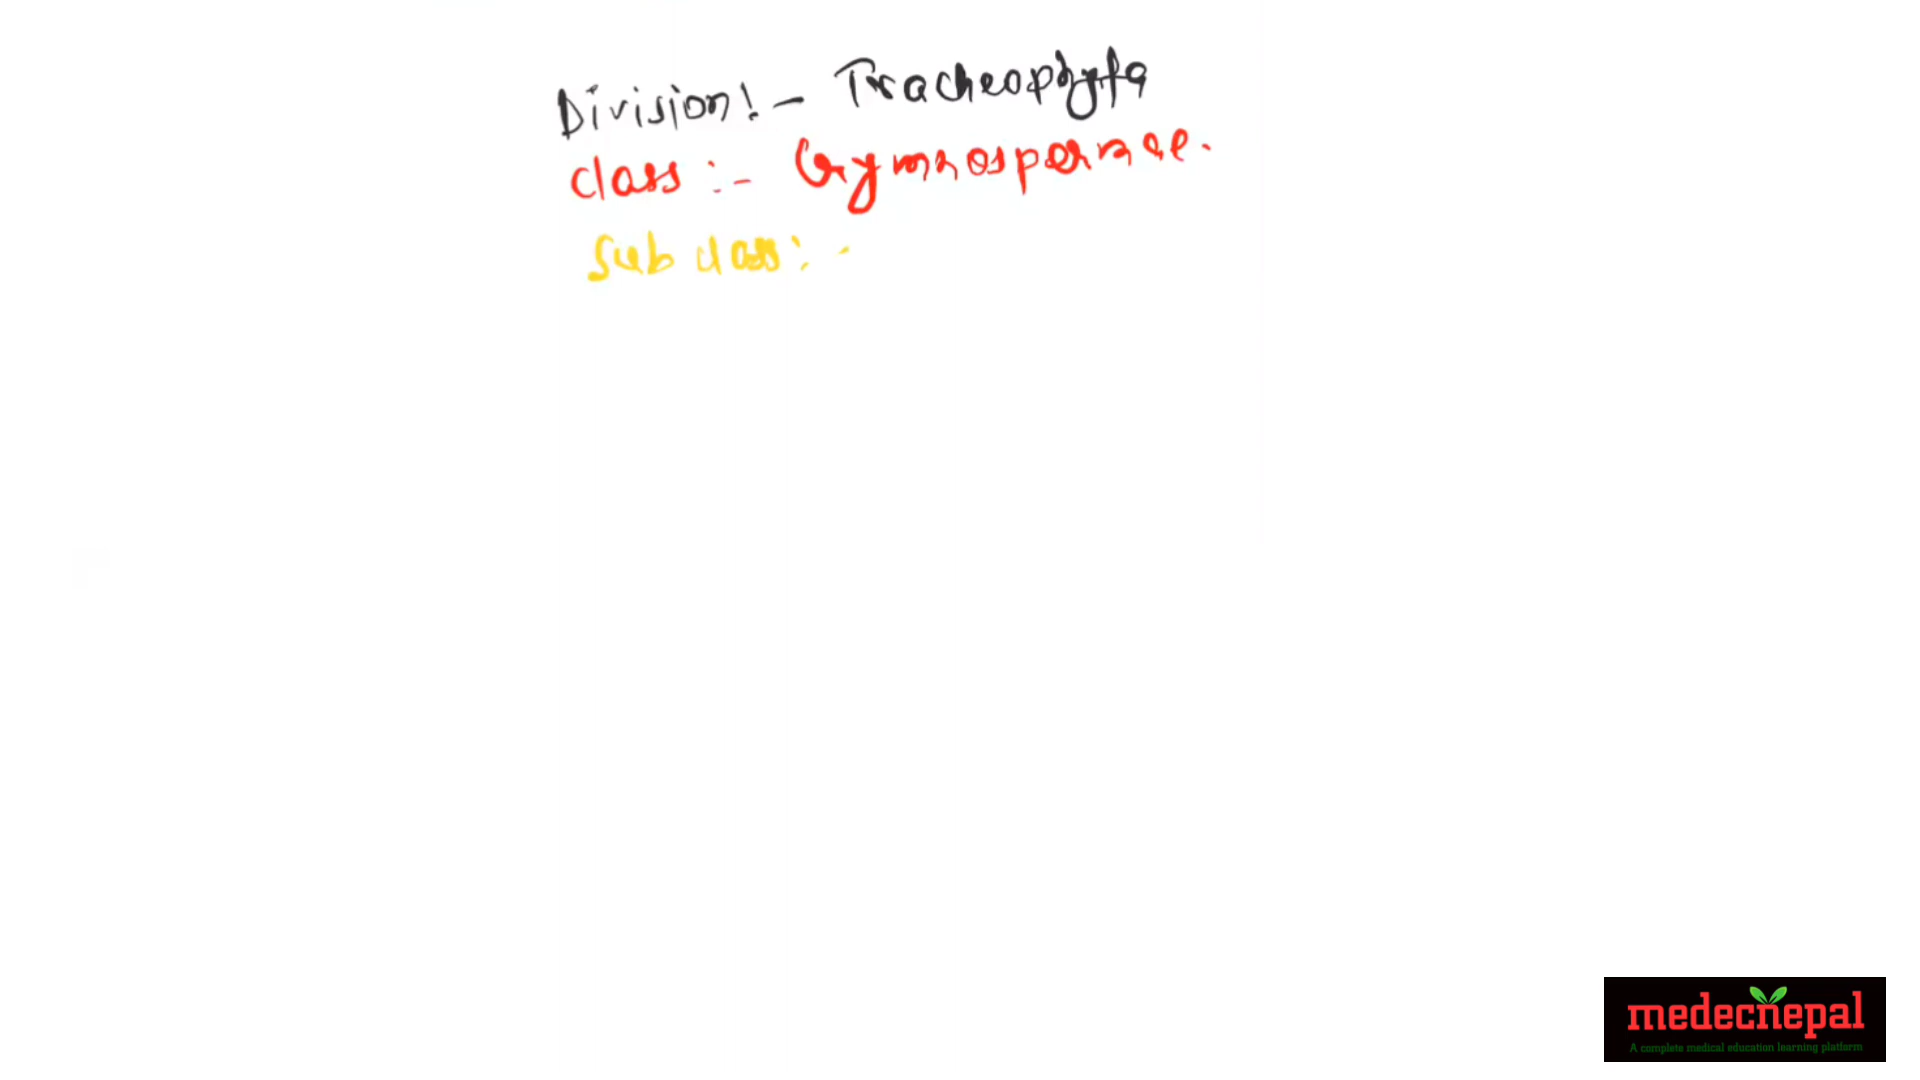 Division:- Tracheophyta
class:- Gymnospermae.
Sub class:-
medecnepal
A complete medical education learning platform